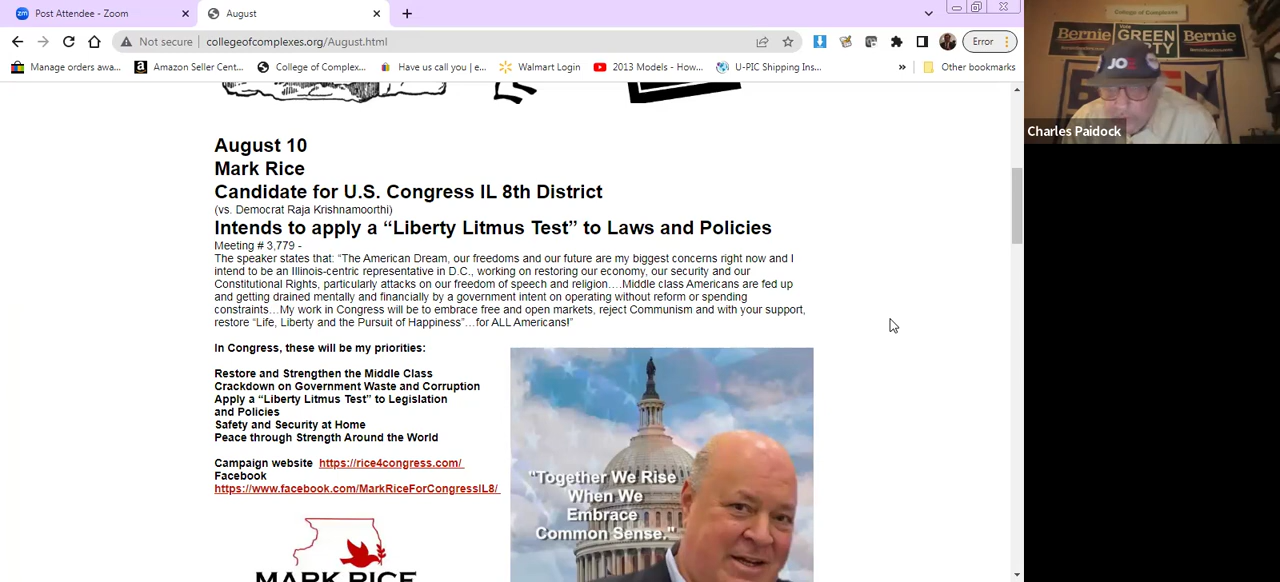 Post Attendee - Zoom
August
Not secure
collegeofcomplexes.org/August.html
Error
Manage orders awa...
Amazon Seller Cent...
College of Complex...
Have us call you | e...
Walmart Login
2013 Models - How...
U-PIC Shipping Ins...
»
Other bookmarks
August 10
Mark Rice
Candidate for U.S. Congress IL 8th District
(vs. Democrat Raja Krishnamoorthi)
Intends to apply a “Liberty Litmus Test” to Laws and Policies
Meeting # 3,779 -
The speaker states that: “The American Dream, our freedoms and our future are my biggest concerns right now and I
intend to be an Illinois-centric representative in D.C., working on restoring our economy, our security and our
Constitutional Rights, particularly attacks on our freedom of speech and religion….Middle class Americans are fed up
and getting drained mentally and financially by a government intent on operating without reform or spending
constraints…My work in Congress will be to embrace free and open markets, reject Communism and with your support,
restore “Life, Liberty and the Pursuit of Happiness”…for ALL Americans!”
In Congress, these will be my priorities:
Restore and Strengthen the Middle Class
Crackdown on Government Waste and Corruption
Apply a “Liberty Litmus Test” to Legislation
and Policies
Safety and Security at Home
Peace through Strength Around the World
Campaign website https://rice4congress.com/
Facebook
https://www.facebook.com/MarkRiceForCongressIL8/
MARK RICE
"Together We Rise
When We
Embrace
Common Sense."
College of Complexes
Bernie
GREEN
Bernie
JOE
Charles Paidock